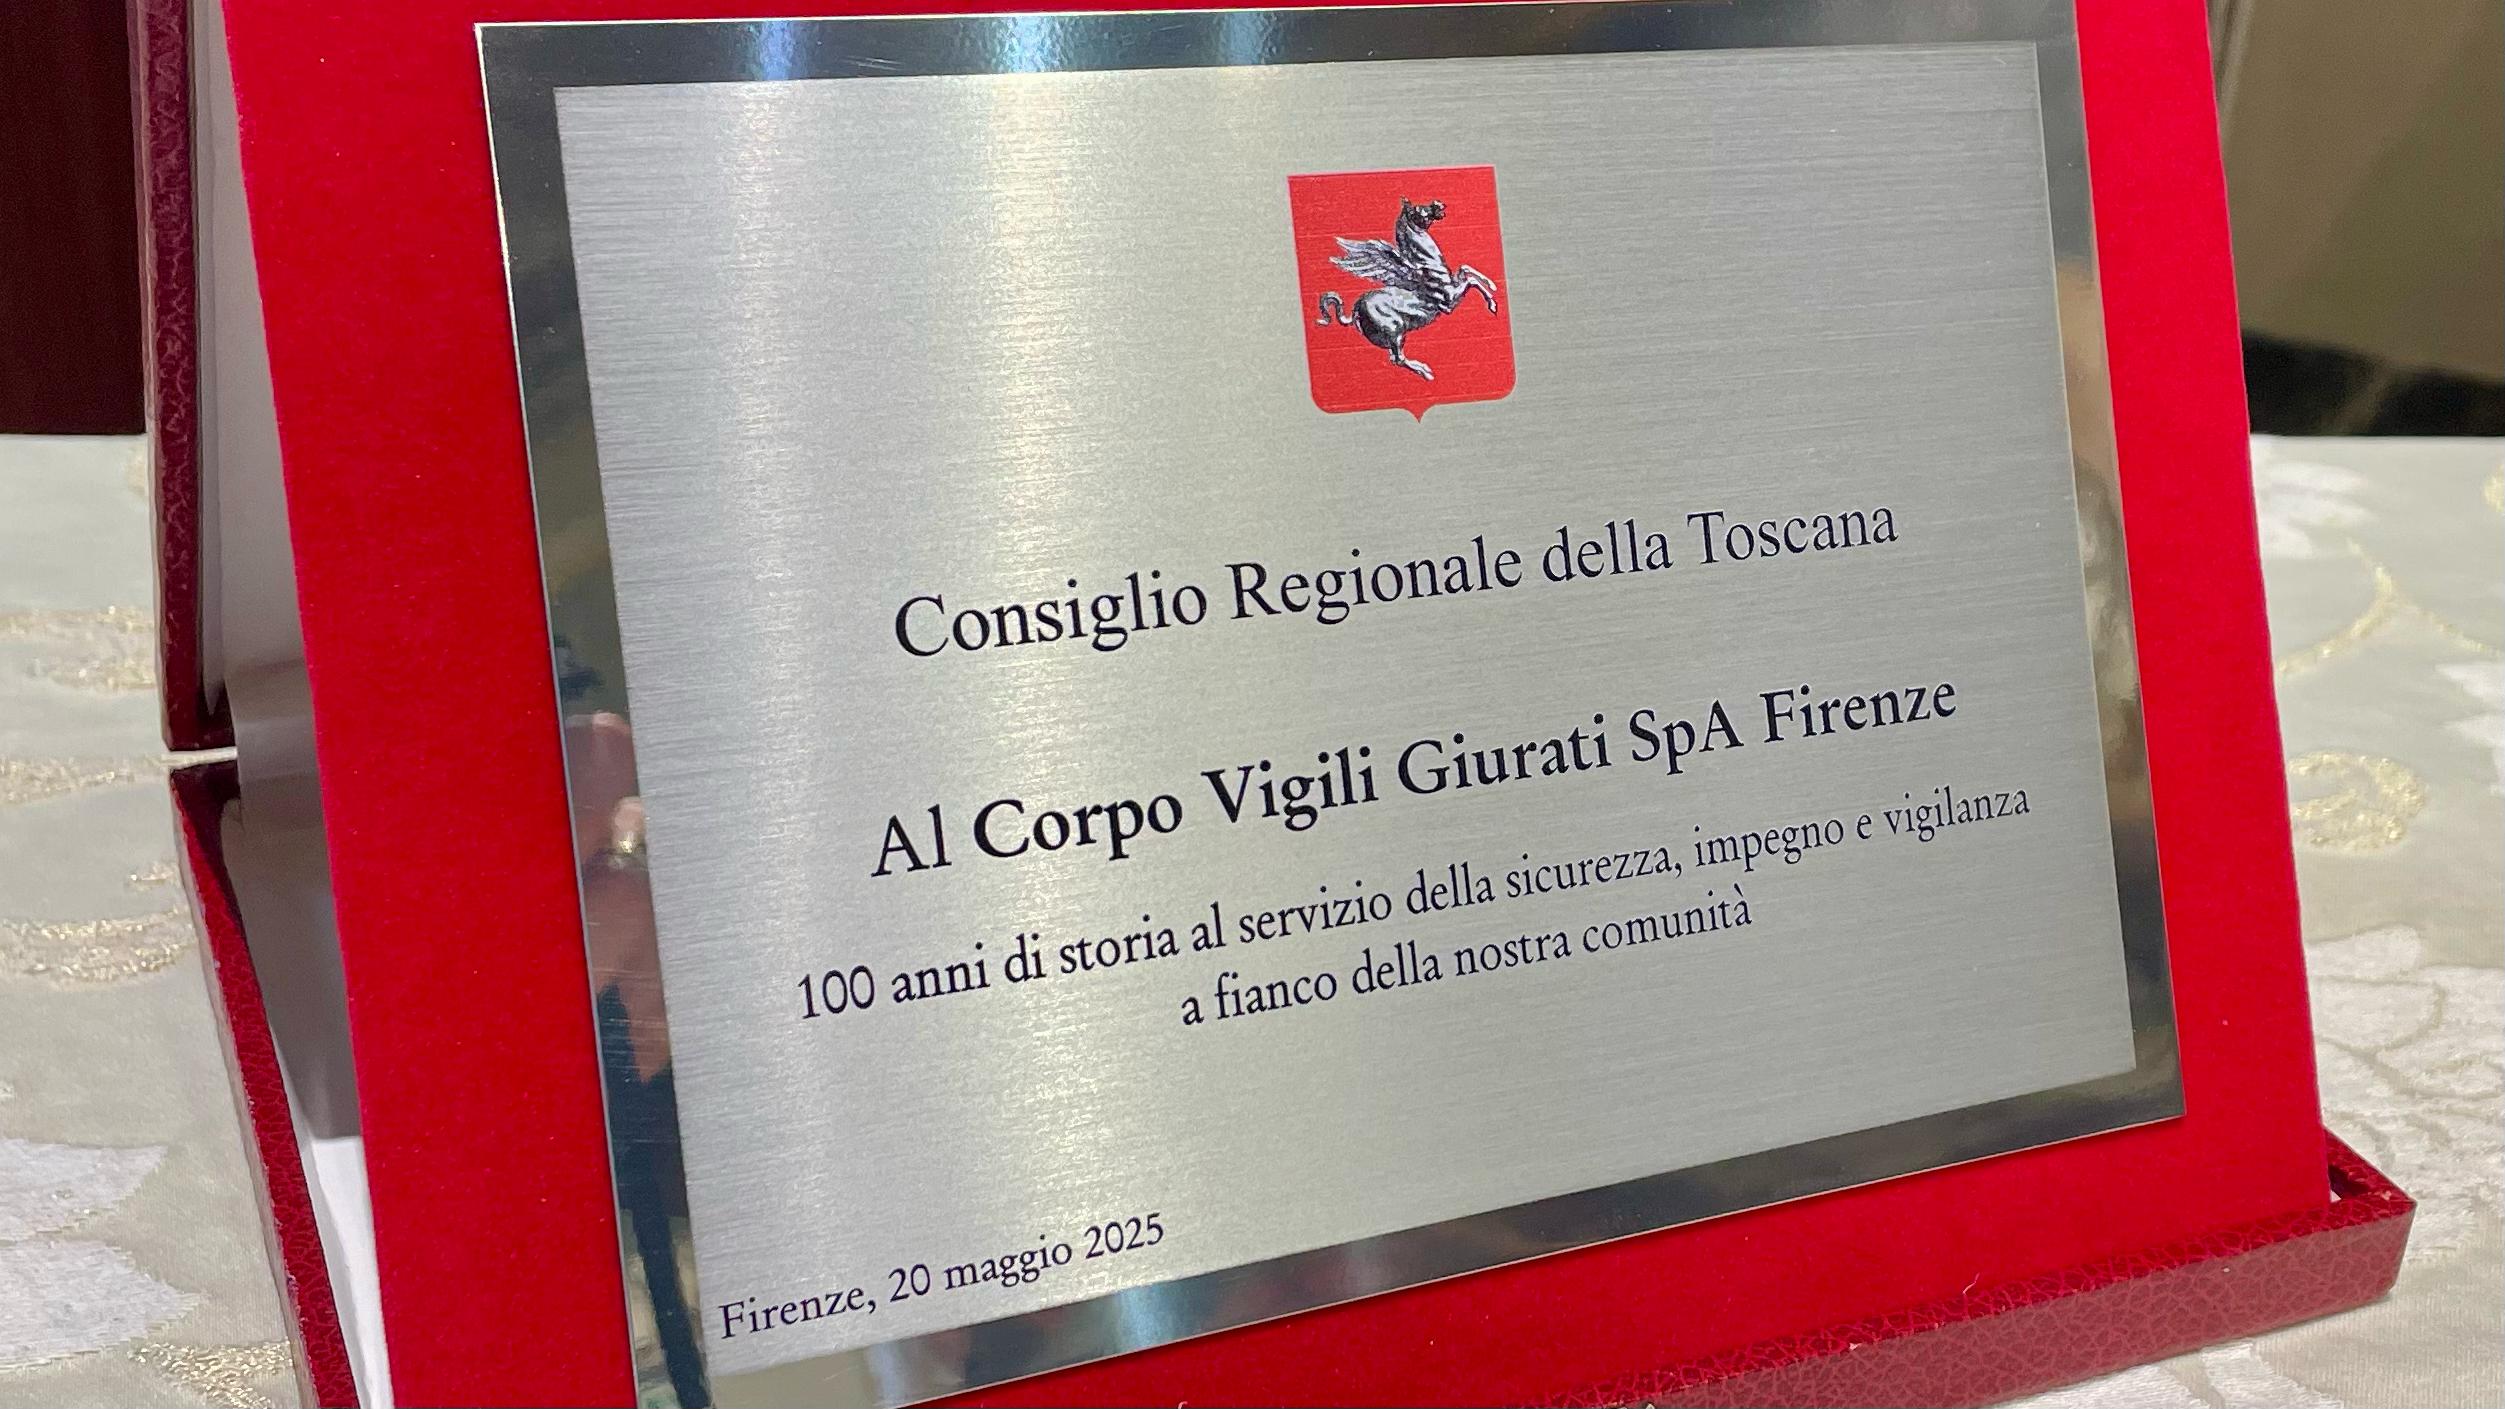 Consiglio Regionale della Toscana
Al Corpo Vigili Giurati SpA Firenze
100 anni di storia al servizio della sicurezza, impegno e vigilanza
a fianco della nostra comunità
Firenze, 20 maggio 2025